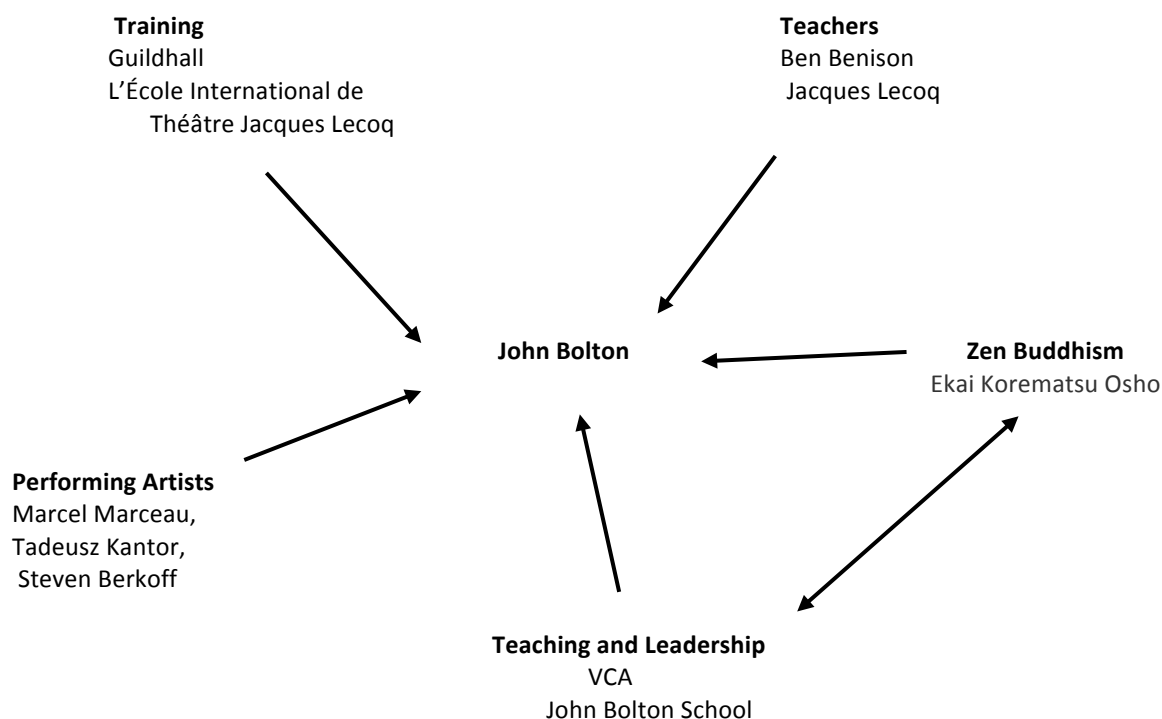 Training
Guildhall
L’École International de
Théâtre Jacques Lecoq
Teachers
Ben Benison
Jacques Lecoq
John Bolton
Zen Buddhism
Ekai Korematsu Osho
Performing Artists
Marcel Marceau,
Tadeusz Kantor,
Steven Berkoff
Teaching and Leadership
VCA
John Bolton School